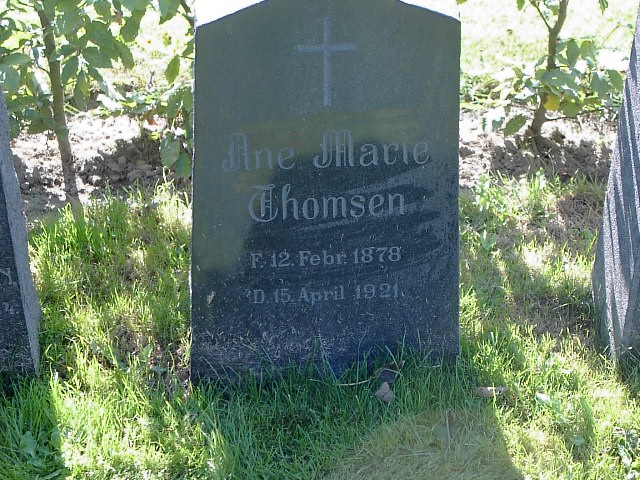 Ane Marie
Thomsen
F. 12. Febr. 1878
D. 15. April 1921.